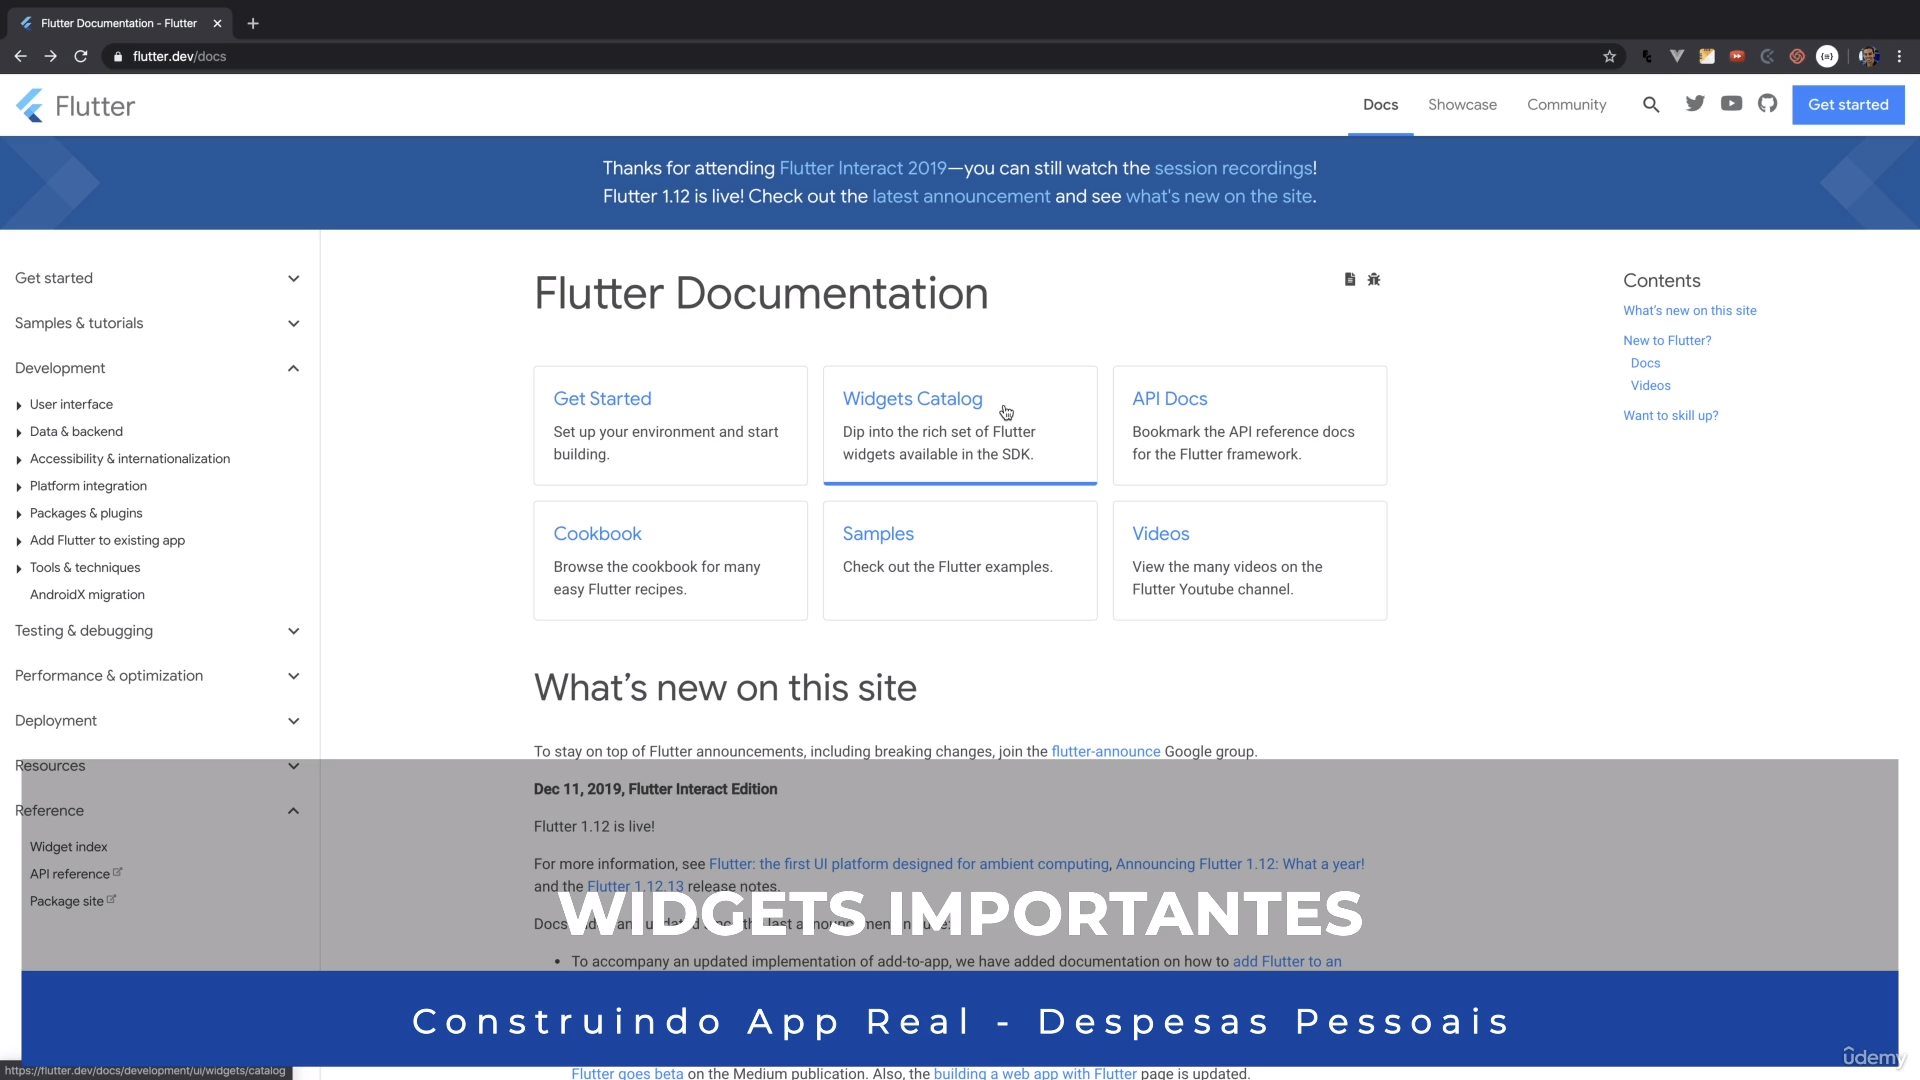 Flutter Documentation - Flutter
flutter.dev/docs
Flutter
Docs
Showcase
Community
Get started
Thanks for attending Flutter Interact 2019—you can still watch the session recordings!
Flutter 1.12 is live! Check out the latest announcement and see what's new on the site.
Get started
Samples & tutorials
Development
User interface
Data & backend
Accessibility & internationalization
Platform integration
Packages & plugins
Add Flutter to existing app
Tools & techniques
AndroidX migration
Testing & debugging
Performance & optimization
Deployment
Resources
Reference
Widget index
API reference
Package site
Flutter Documentation
Get Started
Set up your environment and start
building.
Widgets Catalog
Dip into the rich set of Flutter
widgets available in the SDK.
API Docs
Bookmark the API reference docs
for the Flutter framework.
Cookbook
Browse the cookbook for many
easy Flutter recipes.
Samples
Check out the Flutter examples.
Videos
View the many videos on the
Flutter Youtube channel.
What's new on this site
To stay on top of Flutter announcements, including breaking changes, join the flutter-announce Google group.
Dec 11, 2019, Flutter Interact Edition
Flutter 1.12 is live!
For more information, see Flutter: the first UI platform designed for ambient computing, Announcing Flutter 1.12: What a year!
and the Flutter 1.12.13 release notes.
Docs
last announcement
To accompany an updated implementation of add-to-app, we have added documentation on how to add Flutter to an
Contents
What's new on this site
New to Flutter?
Docs
Videos
Want to skill up?
WIDGETS IMPORTANTES
Construindo App Real - Despesas Pessoais
Flutter goes beta on the Medium publication. Also, the building a web app with Flutter page is updated.
https://flutter.dev/docs/development/ui/widgets/catalog
udemy